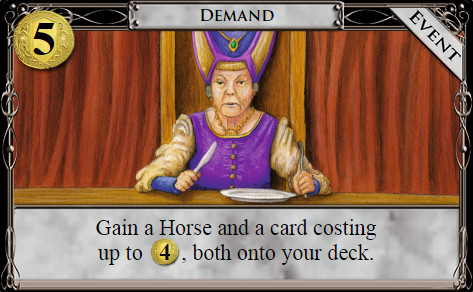 DEMAND
5
EVENT
Gain a Horse and a card costing
up to 4, both onto your deck.